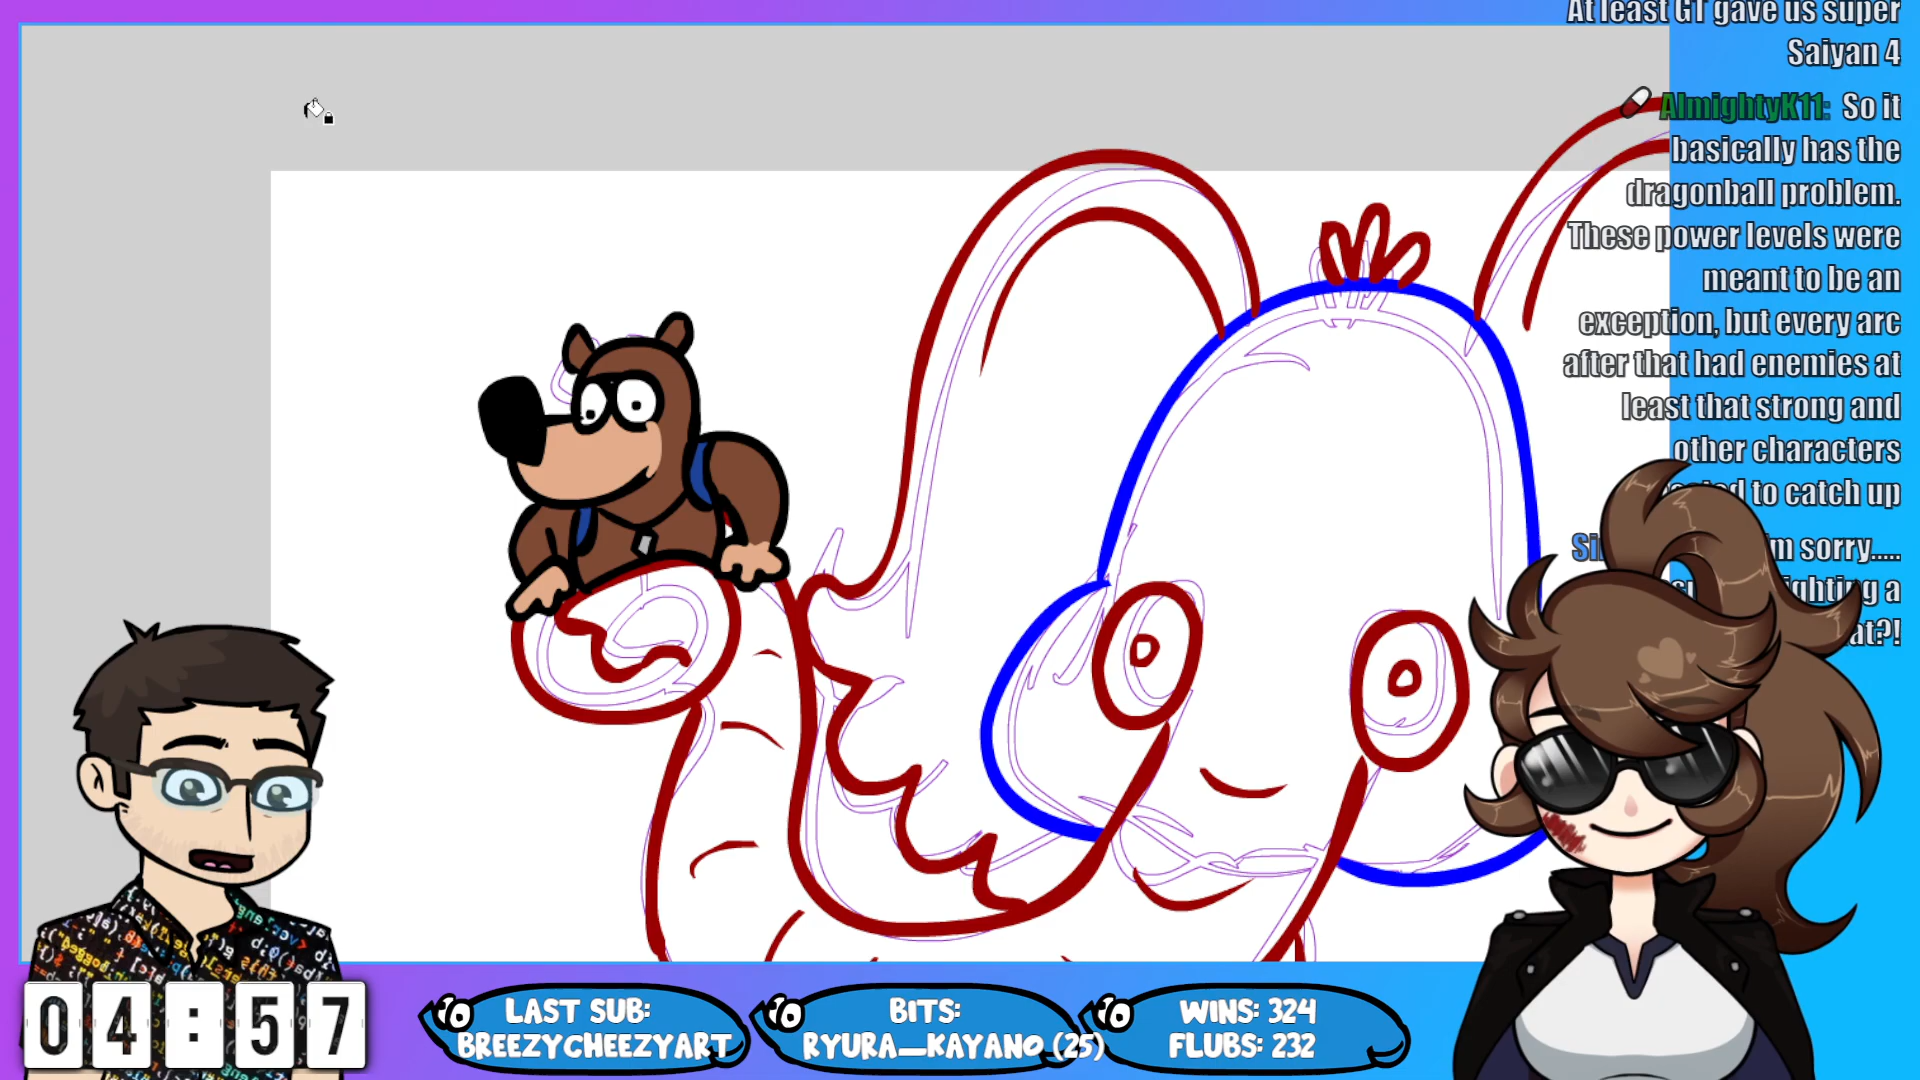 At least GT gave us super
Saiyan 4
AlmightyK11: So it
basically has the
dragonball problem.
These power levels were
meant to be an
exception, but every arc
after that had enemies at
least that strong and
other characters
to catch up
m sorry.....
ghting a
at?!
04:57
LAST SUB:
BREEZYCHEEZYART
BITS:
RYURA_KAYANO (25)
WINS: 324
FLUBS: 232